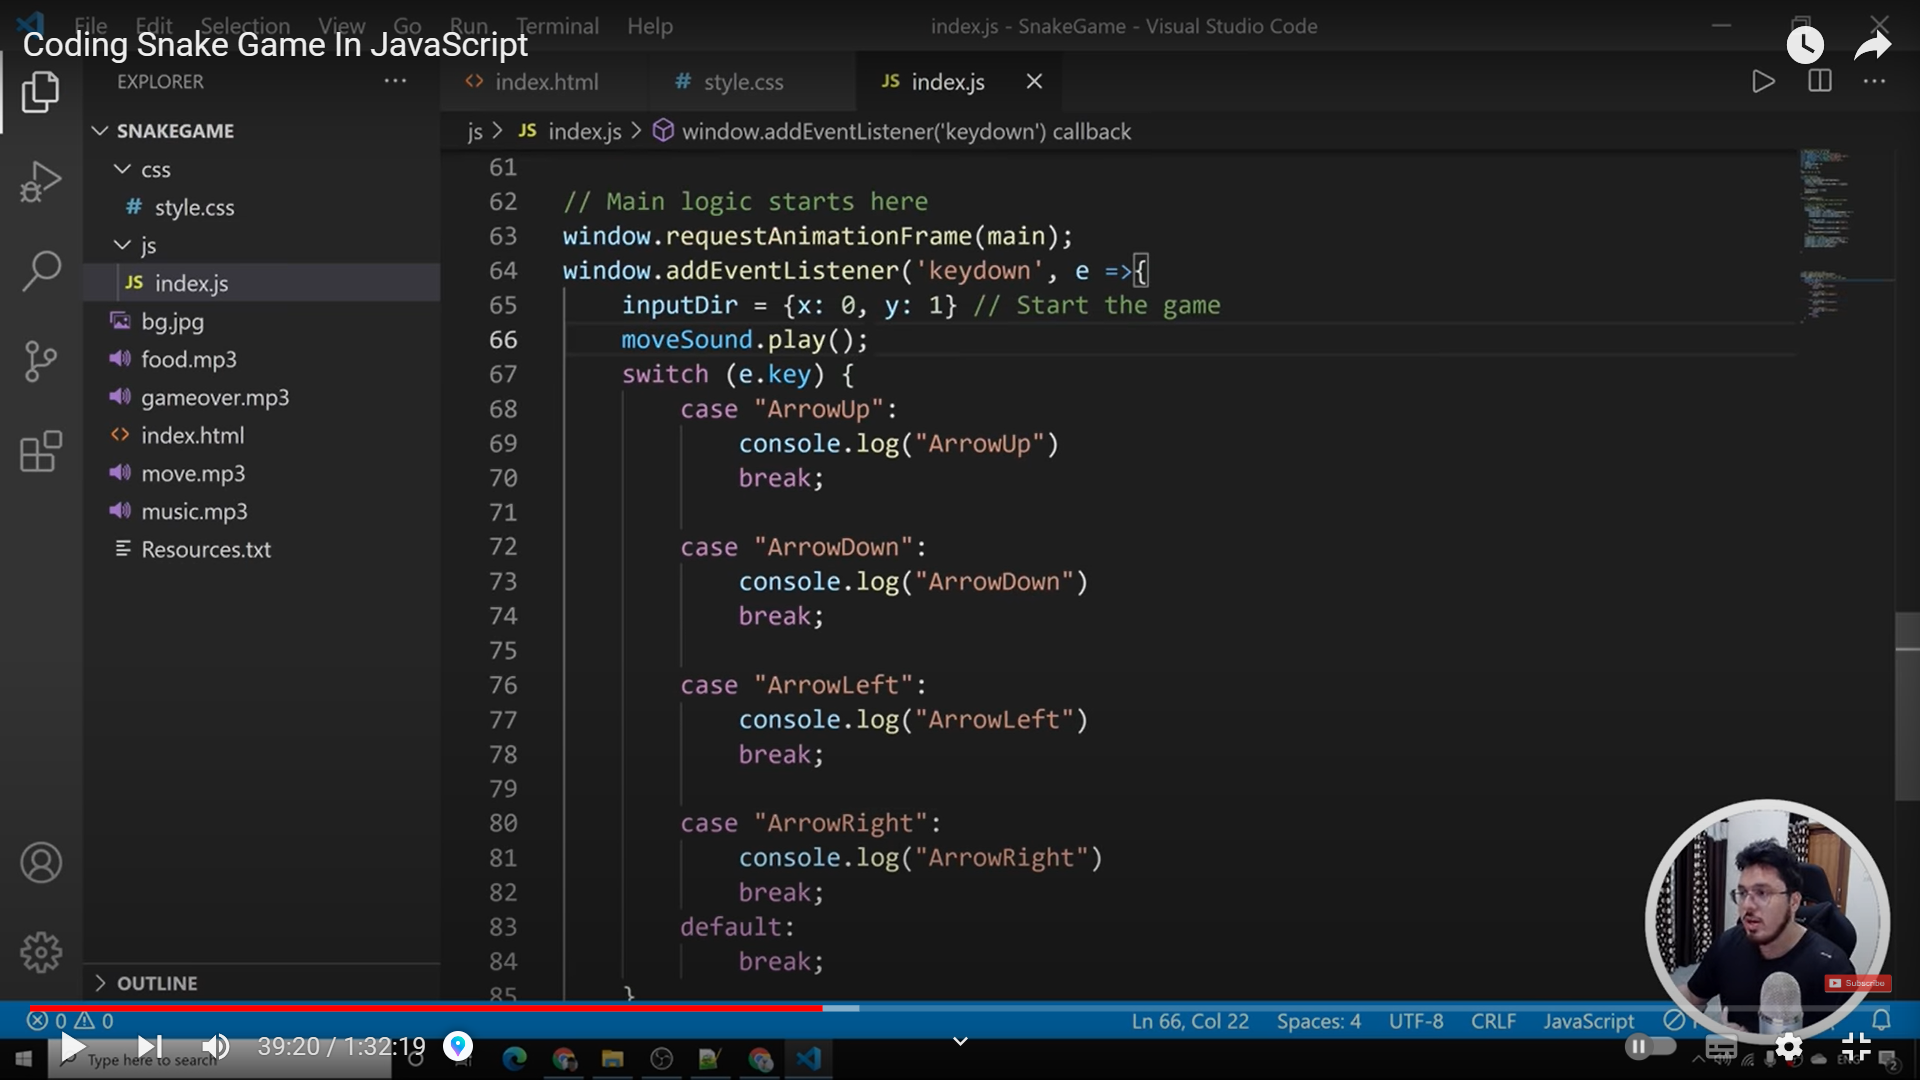 File Edit Selection View Go Run Terminal Help
index.js - SnakeGame - Visual Studio Code
Coding Snake Game In JavaScript
EXPLORER
index.html
# style.css
JS index.js
SNAKEGAME
css
# style.css
js
JS index.js
bg.jpg
food.mp3
gameover.mp3
index.html
move.mp3
music.mp3
Resources.txt
OUTLINE
js > JS index.js > window.addEventListener('keydown') callback
61
62 // Main logic starts here
63 window.requestAnimationFrame(main);
64 window.addEventListener('keydown', e =>{
65 inputDir = {x: 0, y: 1} // Start the game
66 moveSound.play();
67 switch (e.key) {
68 case "ArrowUp":
69 console.log("ArrowUp")
70 break;
71
72 case "ArrowDown":
73 console.log("ArrowDown")
74 break;
75
76 case "ArrowLeft":
77 console.log("ArrowLeft")
78 break;
79
80 case "ArrowRight":
81 console.log("ArrowRight")
82 break;
83 default:
84 break;
85 }
Subscribe
0 0
Ln 66, Col 22 Spaces: 4 UTF-8 CRLF JavaScript
39:20 / 1:32:19
Type here to search
ENG